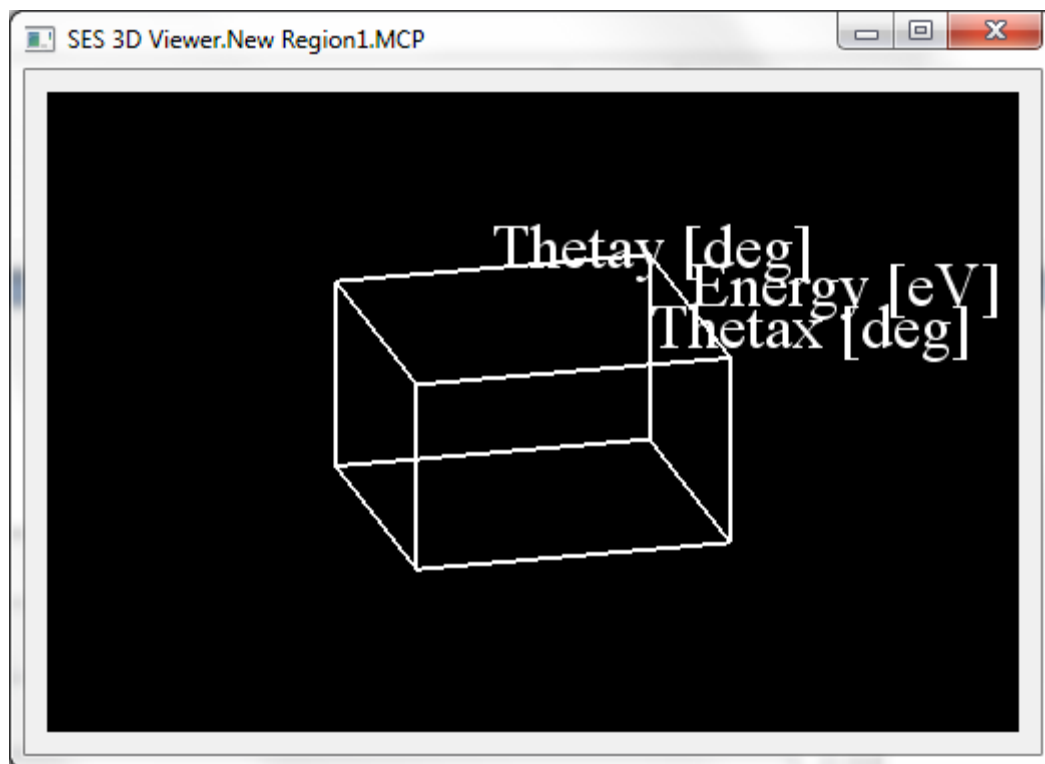 SES 3D Viewer.New Region1.MCP
Thetay [deg]
Energy [eV]
Thetax [deg]